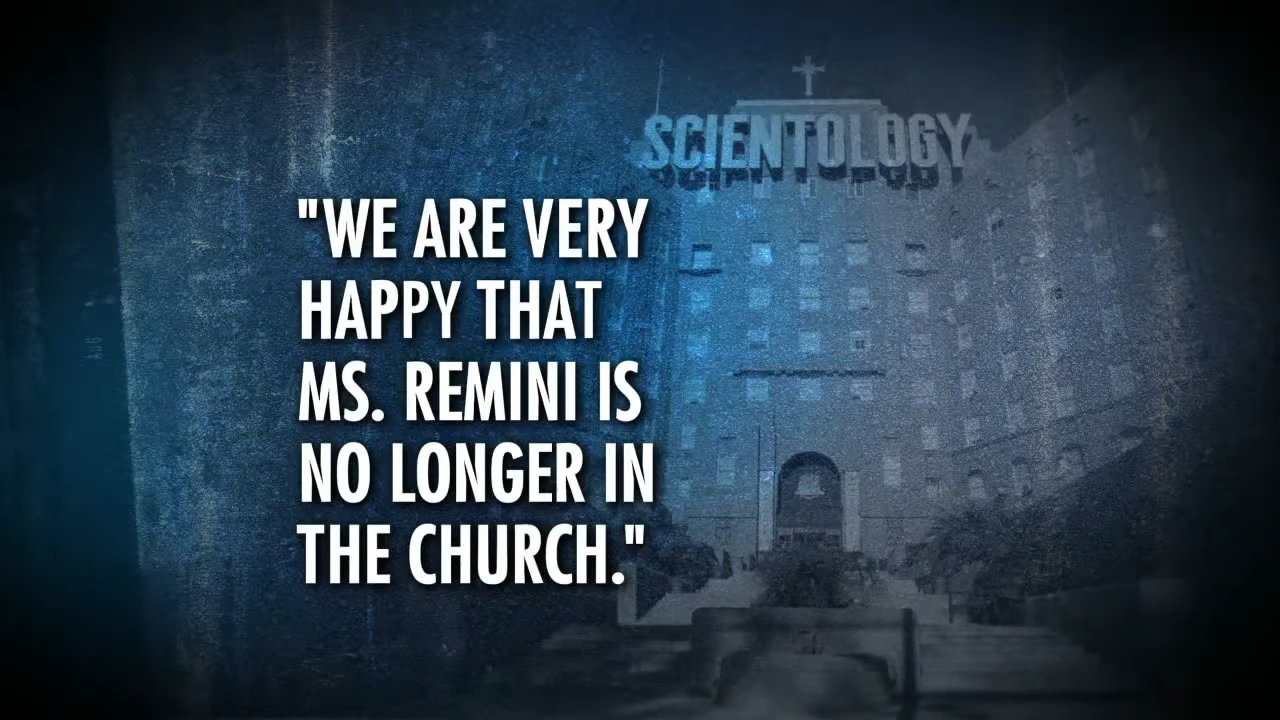 SCIENTOLOGY
"WE ARE VERY
HAPPY THAT
MS. REMINI IS
NO LONGER IN
THE CHURCH."